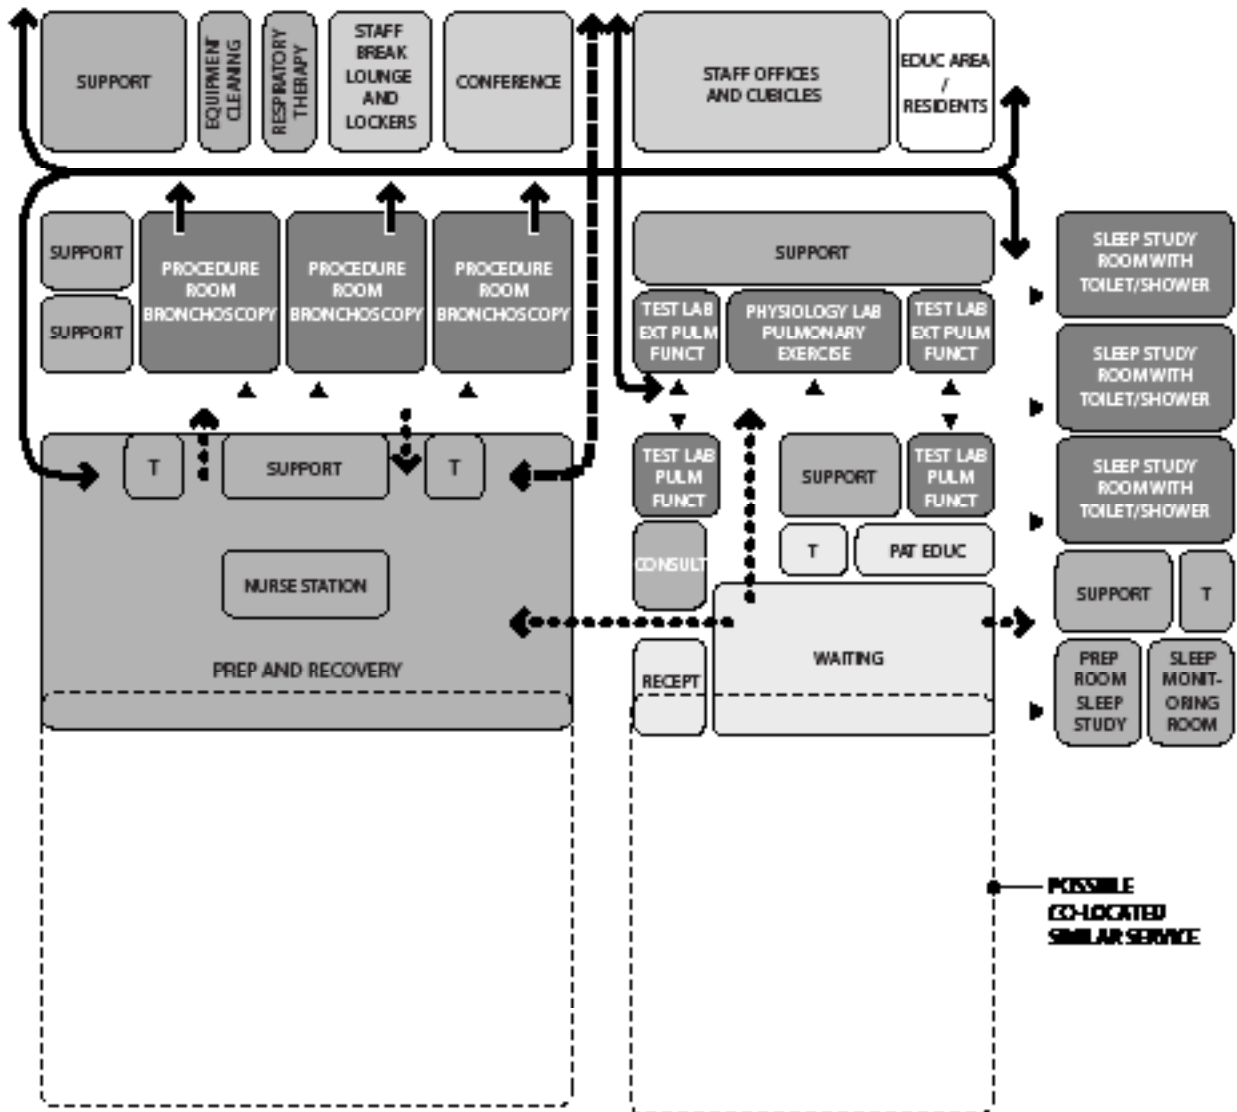 SUPPORT
EQUIPMENT
CLEANING
RESPIRATORY
THERAPY
STAFF
BREAK
LOUNGE
AND
LOCKERS
CONFERENCE
STAFF OFFICES
AND CUBICLES
EDUC AREA
/
RESIDENTS
SUPPORT
SUPPORT
PROCEDURE
ROOM
BRONCHOSCOPY
PROCEDURE
ROOM
BRONCHOSCOPY
PROCEDURE
ROOM
BRONCHOSCOPY
SUPPORT
TEST LAB
EXT PULM
FUNCT
PHYSIOLOGY LAB
PULMONARY
EXERCISE
TEST LAB
EXT PULM
FUNCT
SLEEP STUDY
ROOM WITH
TOILET/SHOWER
SLEEP STUDY
ROOM WITH
TOILET/SHOWER
SLEEP STUDY
ROOM WITH
TOILET/SHOWER
T
SUPPORT
T
NURSE STATION
PREP AND RECOVERY
TEST LAB
PULM
FUNCT
SUPPORT
TEST LAB
PULM
FUNCT
CONSULT
T
PAT EDUC
RECEPT
WAITING
SUPPORT
T
PREP
ROOM
SLEEP
STUDY
SLEEP
MONIT-
ORING
ROOM
POSSIBLE
CO-LOCATED
SIMILAR SERVICE